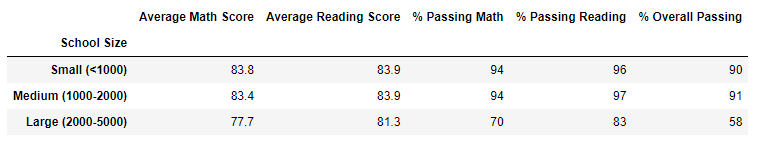 Average Math Score Average Reading Score % Passing Math % Passing Reading % Overall Passing
School Size
Small (<1000) 83.8 83.9 94 96 90
Medium (1000-2000) 83.4 83.9 94 97 91
Large (2000-5000) 77.7 81.3 70 83 58